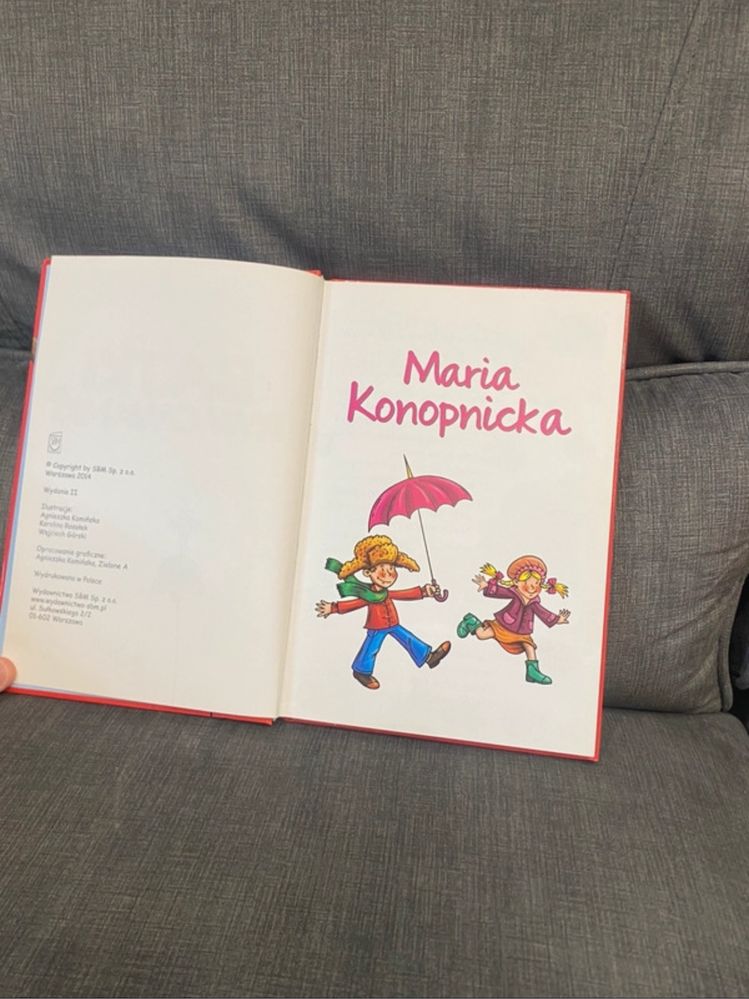 © Copyright by SBM Sp. z o.o.
Warszawa 2014
Wydanie II
Ilustracje:
Agnieszka Kamińska
Karolina
Wojciech Górski
Opracowanie graficzne:
Agnieszka Kamińska, Zielone A
Wydrukowano w Polsce
Wydawnictwo SBM Sp. z o.o.
www.wydawnictwo-sbm.pl
ul. Sułkowskiego 2/2
01-602 Warszawa
Maria
Konopnicka